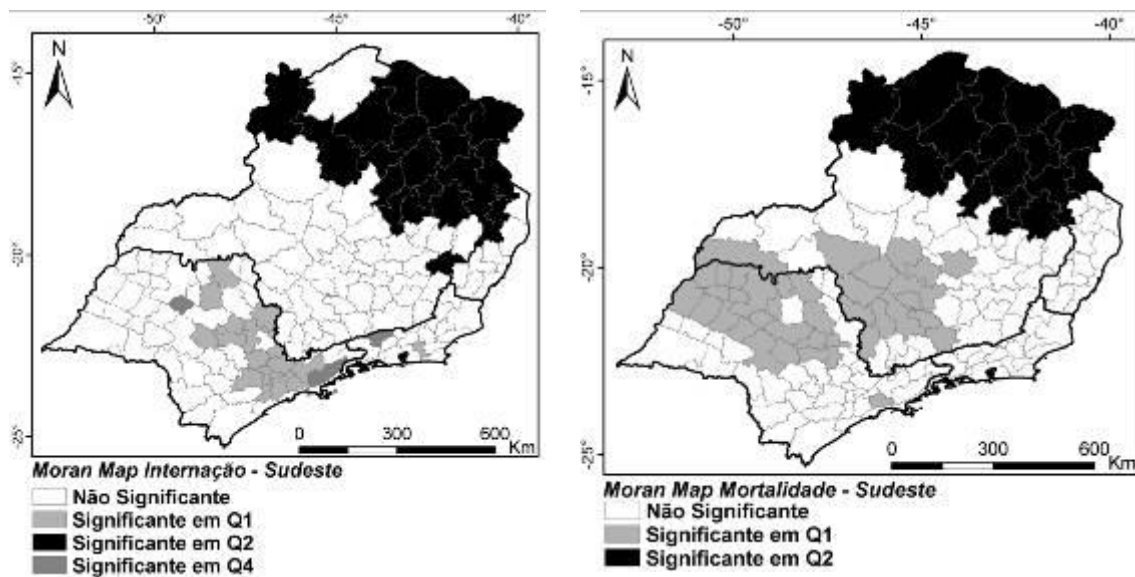 -50°
-45°
-40°
N
-15°
-20°
-25°
0
300
600
Km
Moran Map Internação - Sudeste
Não Significante
Significante em Q1
Significante em Q2
Significante em Q4
-50°
-45°
-40°
N
-15°
-20°
-25°
0
300
600
Km
Moran Map Mortalidade - Sudeste
Não Significante
Significante em Q1
Significante em Q2